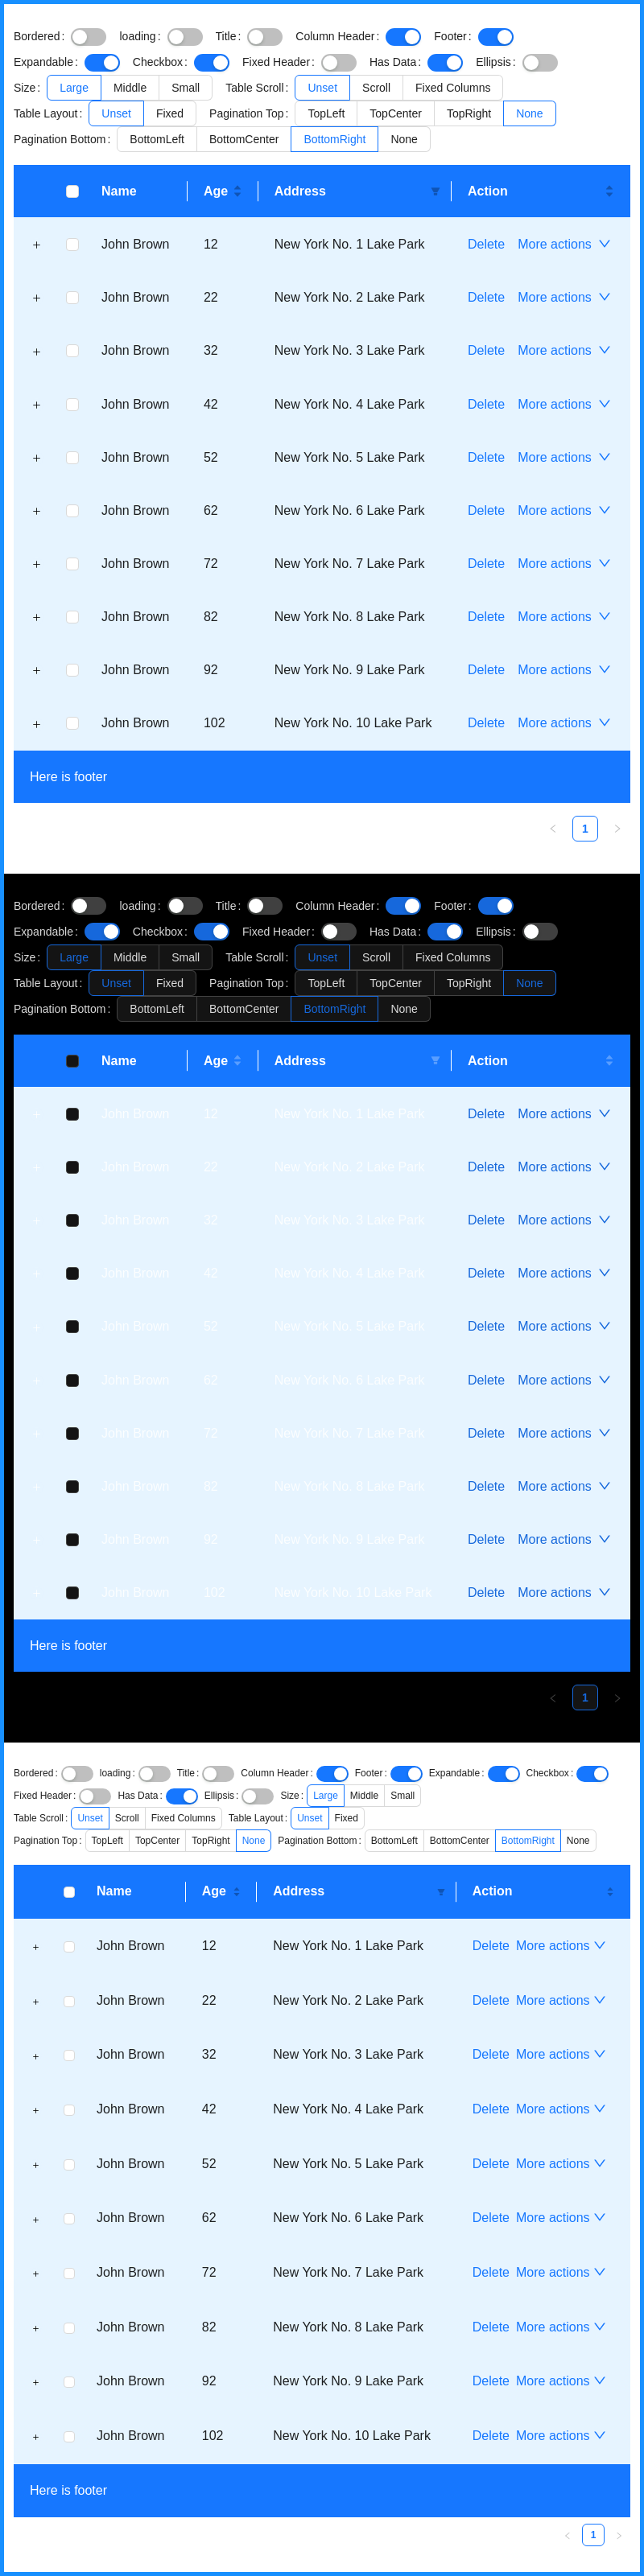 Bordered : loading : Title : Column Header : Footer :
Expandable : Checkbox : Fixed Header : Has Data : Ellipsis :
Size : Large Middle Small Table Scroll : Unset Scroll Fixed Columns
Table Layout : Unset Fixed Pagination Top : TopLeft TopCenter TopRight None
Pagination Bottom : BottomLeft BottomCenter BottomRight None
Name Age Address Action
John Brown 12 New York No. 1 Lake Park Delete More actions
John Brown 22 New York No. 2 Lake Park Delete More actions
John Brown 32 New York No. 3 Lake Park Delete More actions
John Brown 42 New York No. 4 Lake Park Delete More actions
John Brown 52 New York No. 5 Lake Park Delete More actions
John Brown 62 New York No. 6 Lake Park Delete More actions
John Brown 72 New York No. 7 Lake Park Delete More actions
John Brown 82 New York No. 8 Lake Park Delete More actions
John Brown 92 New York No. 9 Lake Park Delete More actions
John Brown 102 New York No. 10 Lake Park Delete More actions
Here is footer
1
Bordered : loading : Title : Column Header : Footer :
Expandable : Checkbox : Fixed Header : Has Data : Ellipsis :
Size : Large Middle Small Table Scroll : Unset Scroll Fixed Columns
Table Layout : Unset Fixed Pagination Top : TopLeft TopCenter TopRight None
Pagination Bottom : BottomLeft BottomCenter BottomRight None
Name Age Address Action
John Brown 12 New York No. 1 Lake Park Delete More actions
John Brown 22 New York No. 2 Lake Park Delete More actions
John Brown 32 New York No. 3 Lake Park Delete More actions
John Brown 42 New York No. 4 Lake Park Delete More actions
John Brown 52 New York No. 5 Lake Park Delete More actions
John Brown 62 New York No. 6 Lake Park Delete More actions
John Brown 72 New York No. 7 Lake Park Delete More actions
John Brown 82 New York No. 8 Lake Park Delete More actions
John Brown 92 New York No. 9 Lake Park Delete More actions
John Brown 102 New York No. 10 Lake Park Delete More actions
Here is footer
1
Bordered : loading : Title : Column Header : Footer : Expandable : Checkbox :
Fixed Header : Has Data : Ellipsis : Size : Large Middle Small
Table Scroll : Unset Scroll Fixed Columns Table Layout : Unset Fixed
Pagination Top : TopLeft TopCenter TopRight None Pagination Bottom : BottomLeft BottomCenter BottomRight None
Name Age Address Action
John Brown 12 New York No. 1 Lake Park Delete More actions
John Brown 22 New York No. 2 Lake Park Delete More actions
John Brown 32 New York No. 3 Lake Park Delete More actions
John Brown 42 New York No. 4 Lake Park Delete More actions
John Brown 52 New York No. 5 Lake Park Delete More actions
John Brown 62 New York No. 6 Lake Park Delete More actions
John Brown 72 New York No. 7 Lake Park Delete More actions
John Brown 82 New York No. 8 Lake Park Delete More actions
John Brown 92 New York No. 9 Lake Park Delete More actions
John Brown 102 New York No. 10 Lake Park Delete More actions
Here is footer
1